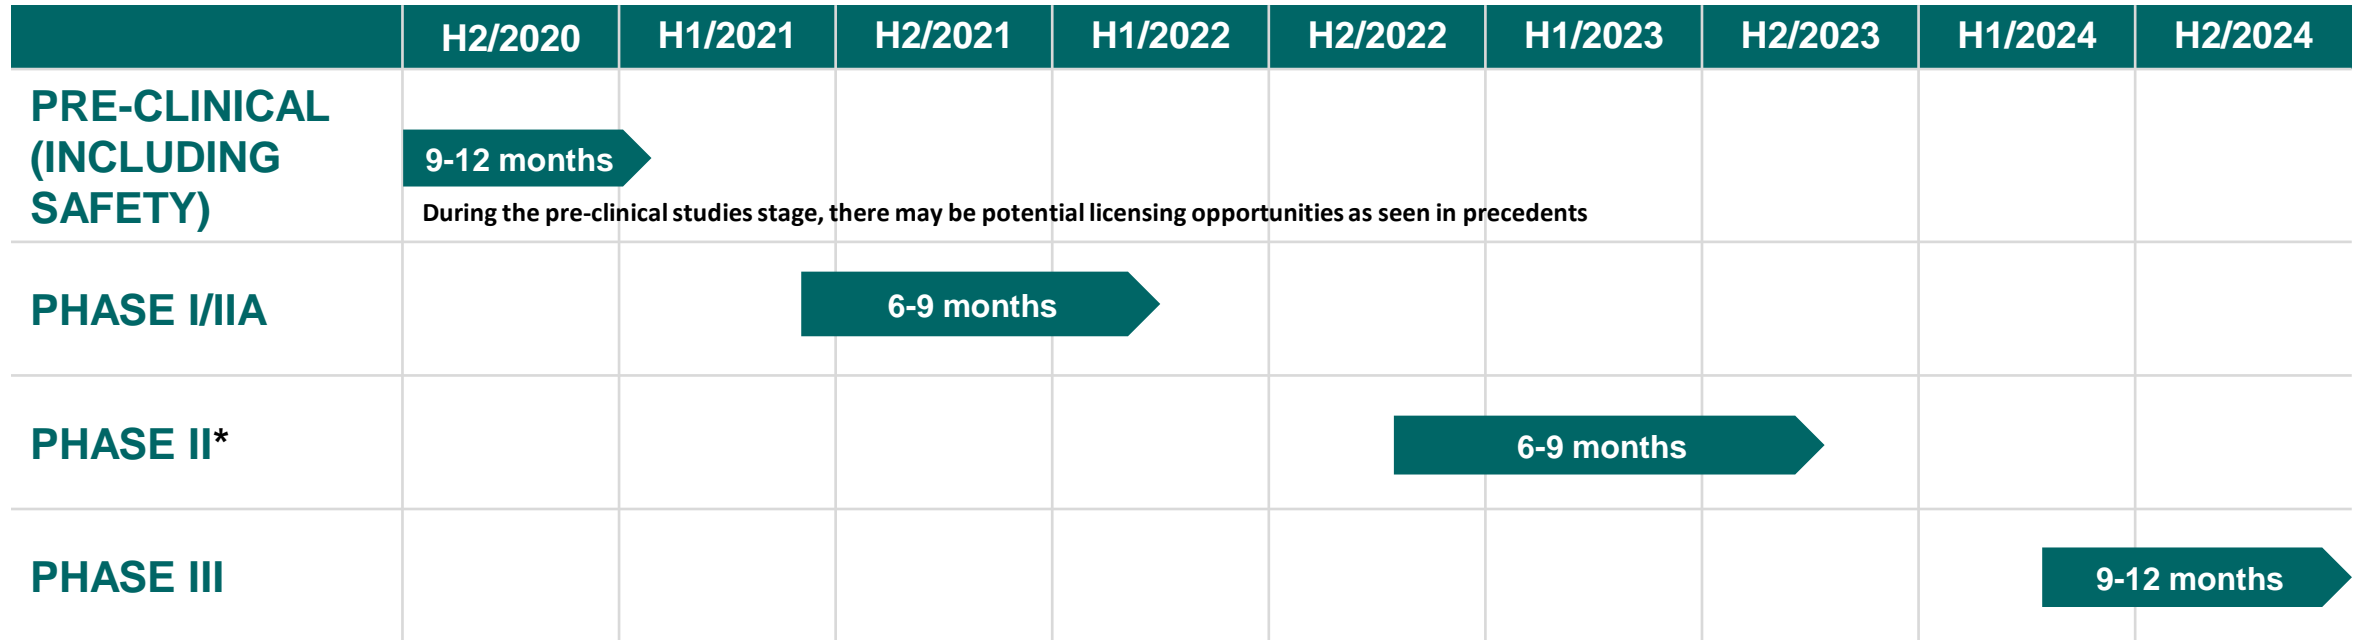 H2/2020 H1/2021 H2/2021 H1/2022 H2/2022 H1/2023 H2/2023 H1/2024 H2/2024
PRE-CLINICAL
(INCLUDING
SAFETY)
9-12 months
During the pre-clinical studies stage, there may be potential licensing opportunities as seen in precedents
PHASE I/IIA
6-9 months
PHASE II*
6-9 months
PHASE III
9-12 months